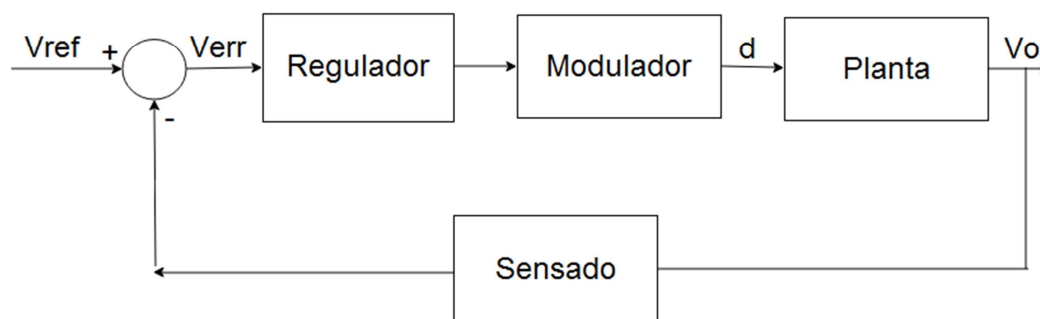 Vref
+
-
Verr
Regulador
Modulador
d
Planta
Vo
Sensado